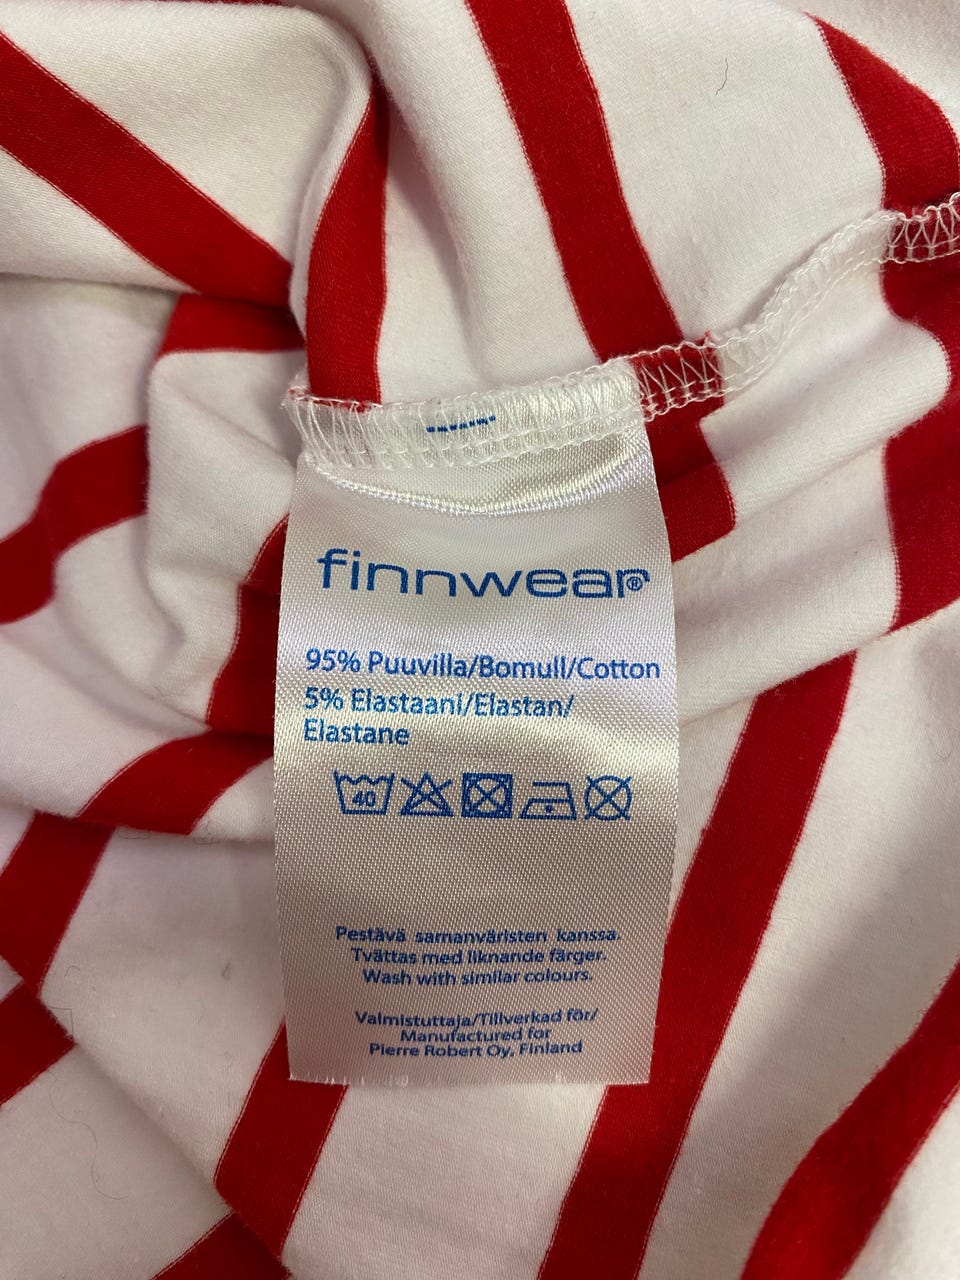 finnwear®
95% Puuvilla/Bomull/Cotton
5% Elastaani/Elastan/
Elastane
40
Pestävä samanväristen kanssa.
Tvättas med liknande färger.
Wash with similar colours.
Valmistuttaja/Tillverkad för/
Manufactured for
Pierre Robert Oy, Finland